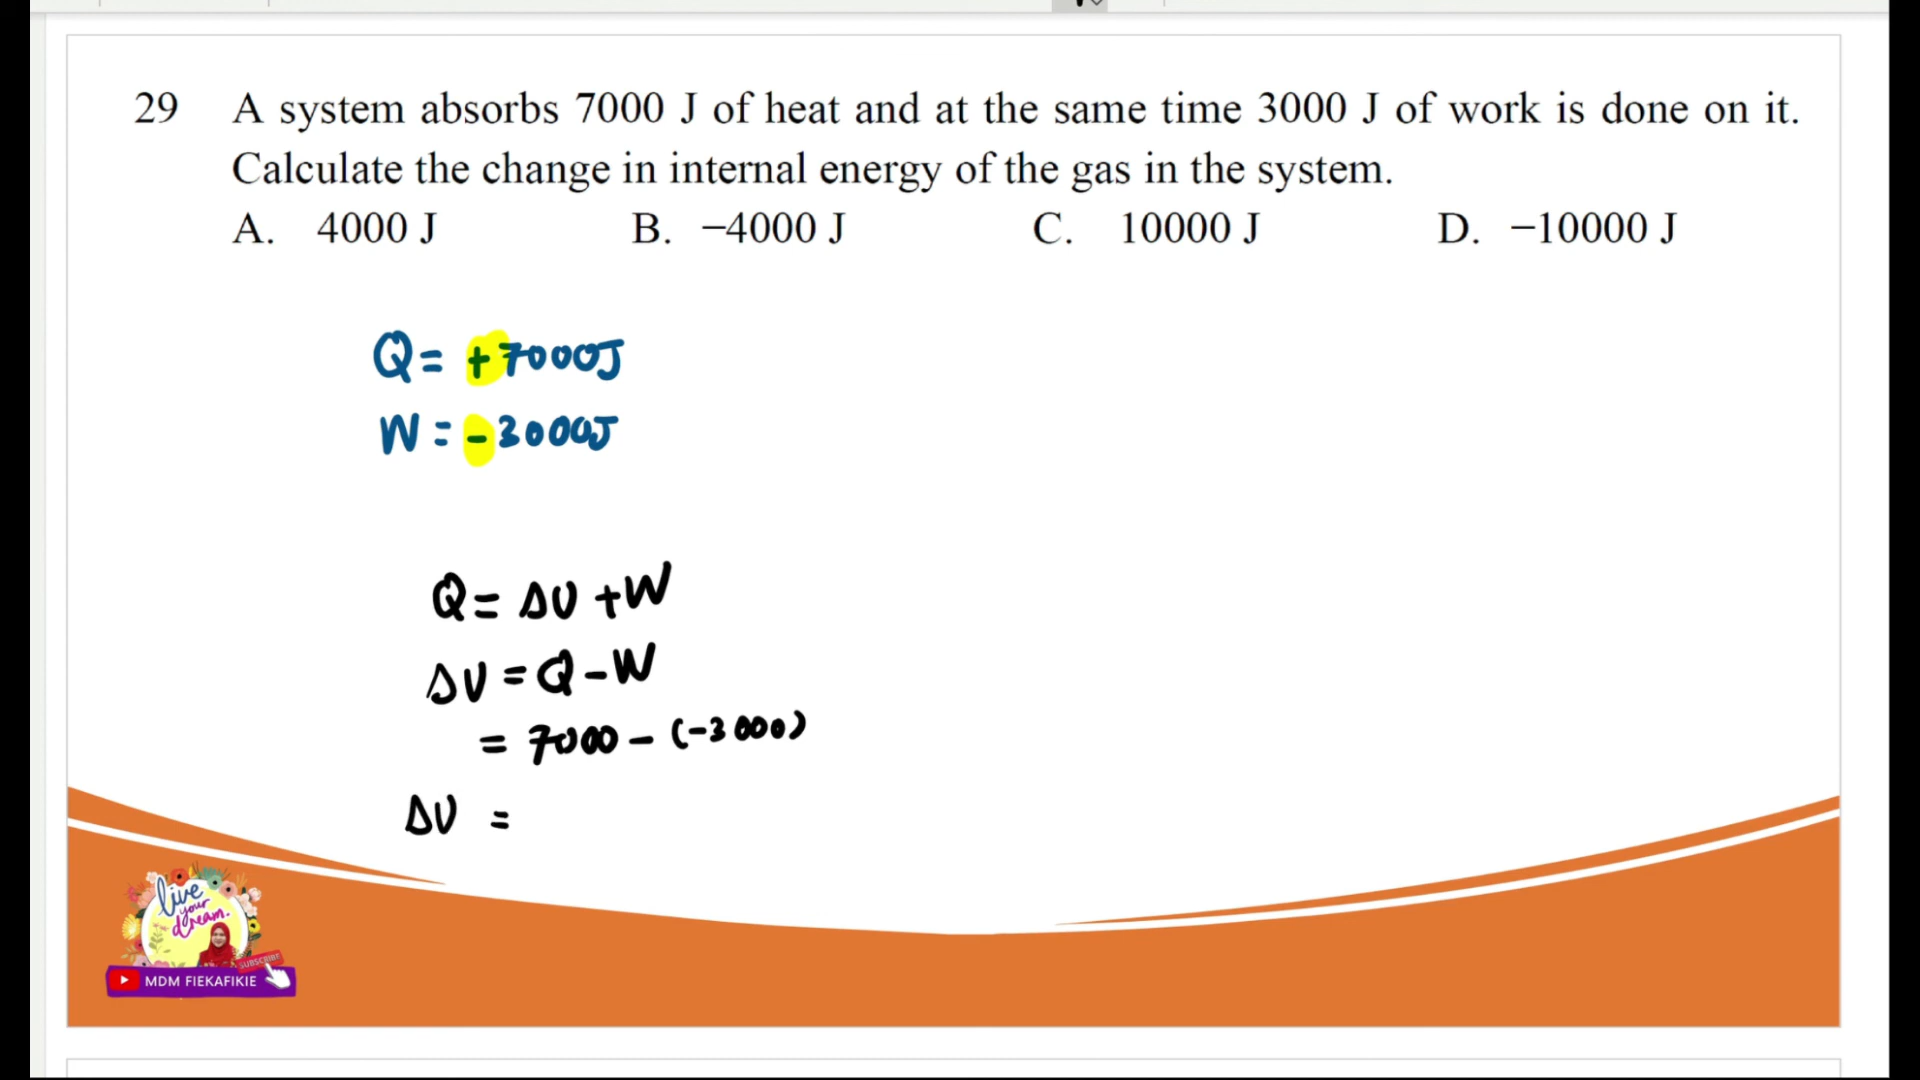 29 A system absorbs 7000 J of heat and at the same time 3000 J of work is done on it.
Calculate the change in internal energy of the gas in the system.
A. 4000 J B. −4000 J C. 10000 J D. −10000 J
Q = +7000J
W = -3000J
Q = ΔU + W
ΔU = Q - W
= 7000 - (-3000)
ΔU =
live
your
dream.
SUBSCRIBE
MDM FIEKAFIKIE